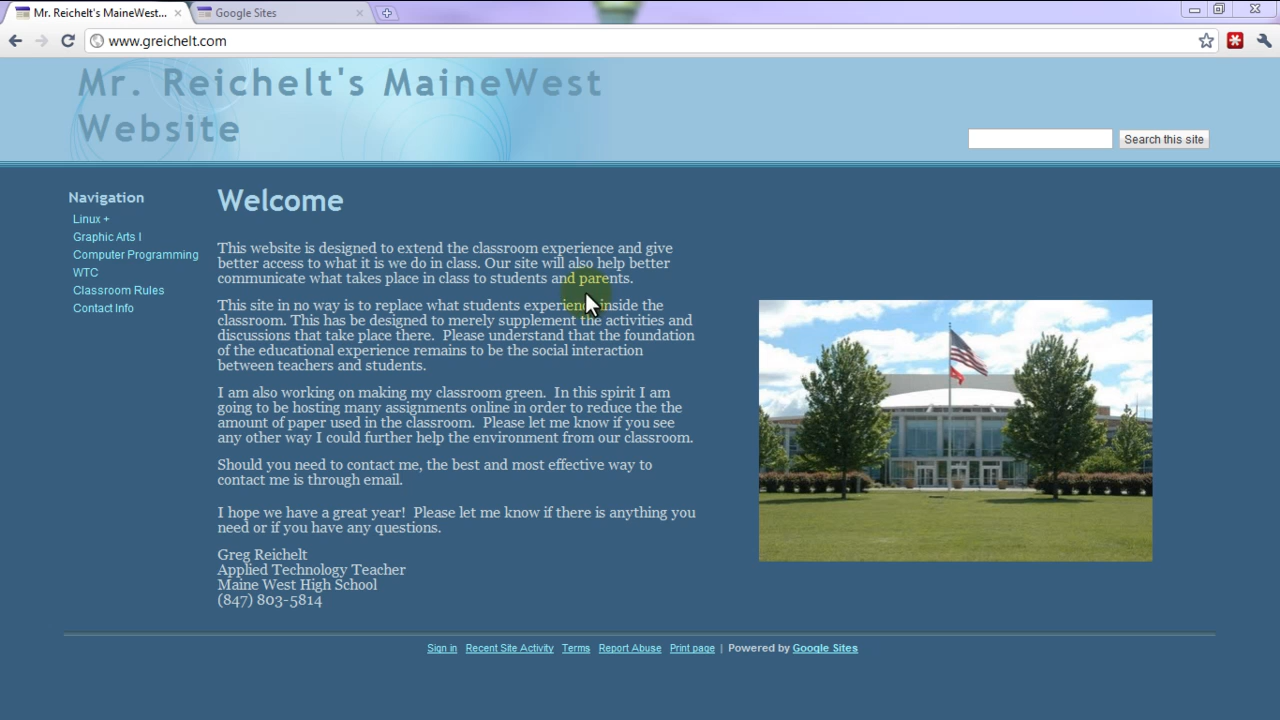 Mr. Reichelt's MaineWest...
Google Sites
www.greichelt.com
Mr. Reichelt's MaineWest
Website
Search this site
Navigation
Linux +
Graphic Arts I
Computer Programming
WTC
Classroom Rules
Contact Info
Welcome
This website is designed to extend the classroom experience and give
better access to what it is we do in class. Our site will also help better
communicate what takes place in class to students and parents.
This site in no way is to replace what students experience inside the
classroom. This has be designed to merely supplement the activities and
discussions that take place there.  Please understand that the foundation
of the educational experience remains to be the social interaction
between teachers and students.
I am also working on making my classroom green.  In this spirit I am
going to be hosting many assignments online in order to reduce the the
amount of paper used in the classroom.  Please let me know if you see
any other way I could further help the environment from our classroom.
Should you need to contact me, the best and most effective way to
contact me is through email.
I hope we have a great year!  Please let me know if there is anything you
need or if you have any questions.
Greg Reichelt
Applied Technology Teacher
Maine West High School
(847) 803-5814
Sign in Recent Site Activity Terms Report Abuse Print page | Powered by Google Sites